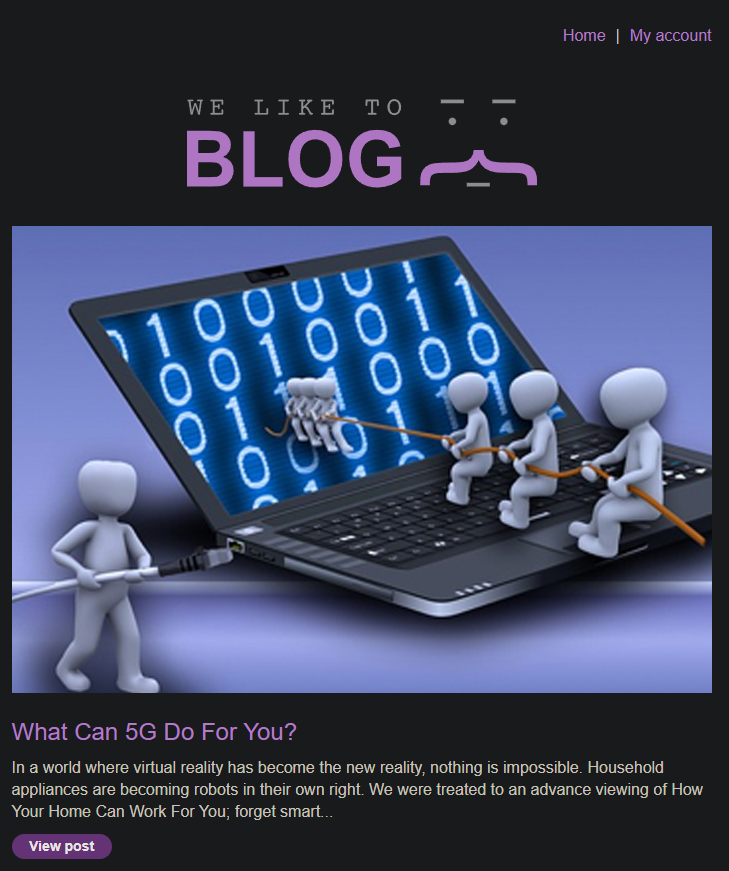 Home | My account
WE LIKE TO
BLOG
What Can 5G Do For You?
In a world where virtual reality has become the new reality, nothing is impossible. Household
appliances are becoming robots in their own right. We were treated to an advance viewing of How
Your Home Can Work For You; forget smart...
View post